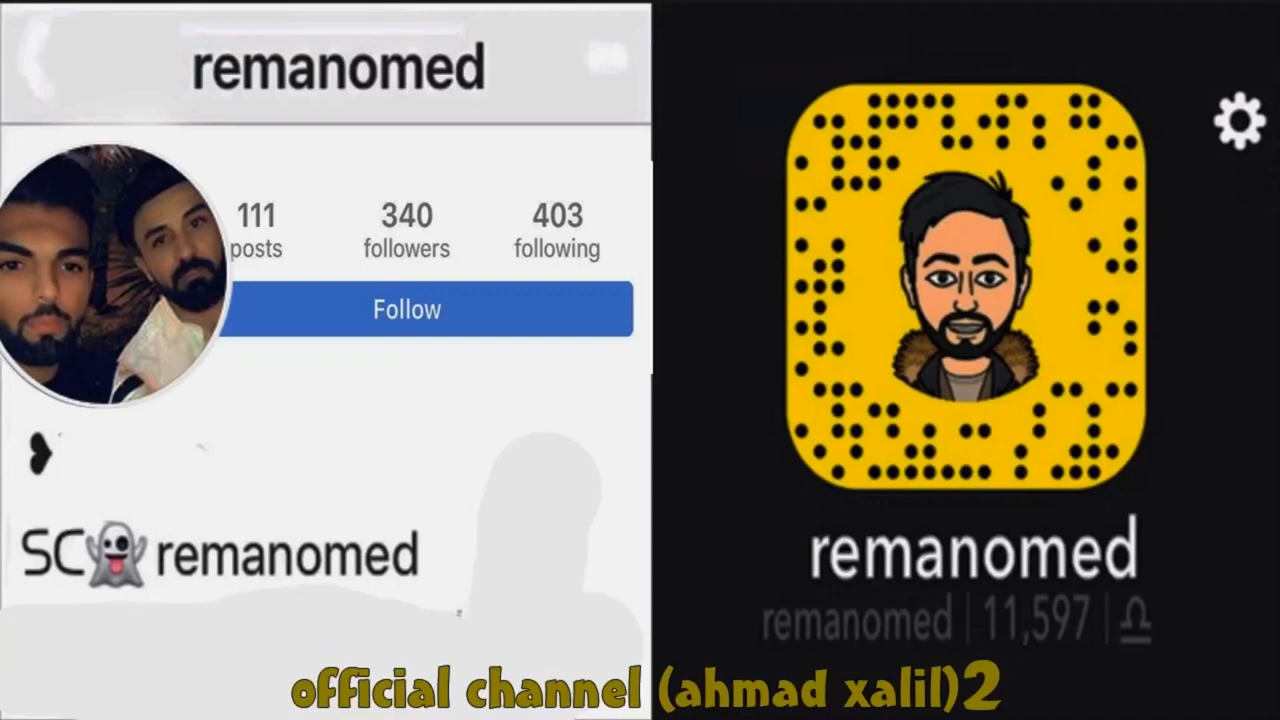 remanomed
111 340 403
posts followers following
Follow
SC👻remanomed
remanomed
remanomed | 11,597 | ♎
official channel (ahmad xalil)2